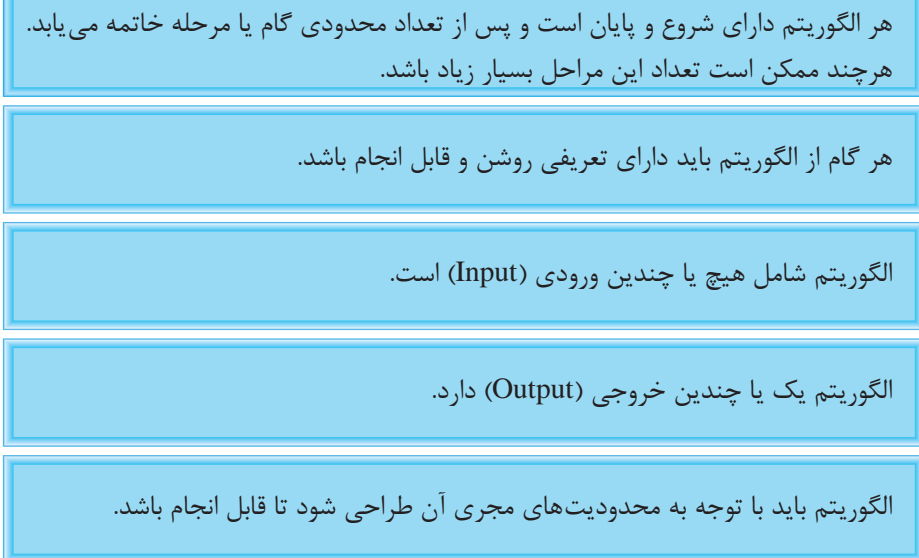 هر الگوریتم دارای شروع و پایان است و پس از تعداد محدودی گام یا مرحله خاتمه می‌یابد.
هرچند ممکن است تعداد این مراحل بسیار زیاد باشد.
هر گام از الگوریتم باید دارای تعریفی روشن و قابل انجام باشد.
الگوریتم شامل هیچ یا چندین ورودی (Input) است.
الگوریتم یک یا چندین خروجی (Output) دارد.
الگوریتم باید با توجه به محدودیت‌های مجری آن طراحی شود تا قابل انجام باشد.